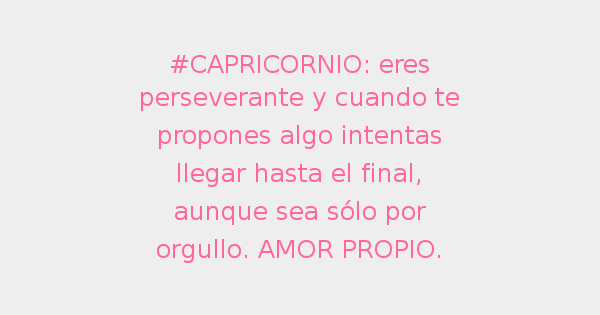 #CAPRICORNIO: eres
perseverante y cuando te
propones algo intentas
llegar hasta el final,
aunque sea sólo por
orgullo. AMOR PROPIO.